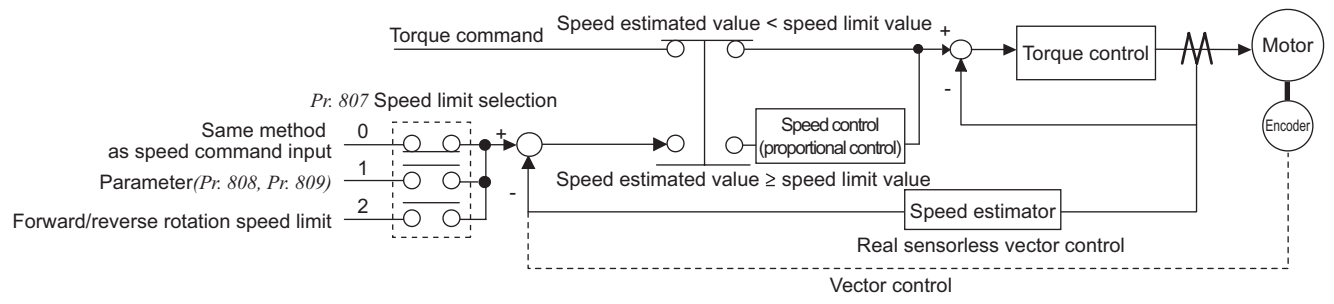 Speed estimated value < speed limit value
Torque command
+
-
Torque control
Motor
Encoder
Pr. 807 Speed limit selection
Same method
as speed command input
0
Parameter(Pr. 808, Pr. 809)
1
Forward/reverse rotation speed limit
2
+
-
Speed control
(proportional control)
Speed estimated value ≥ speed limit value
Speed estimator
Real sensorless vector control
Vector control